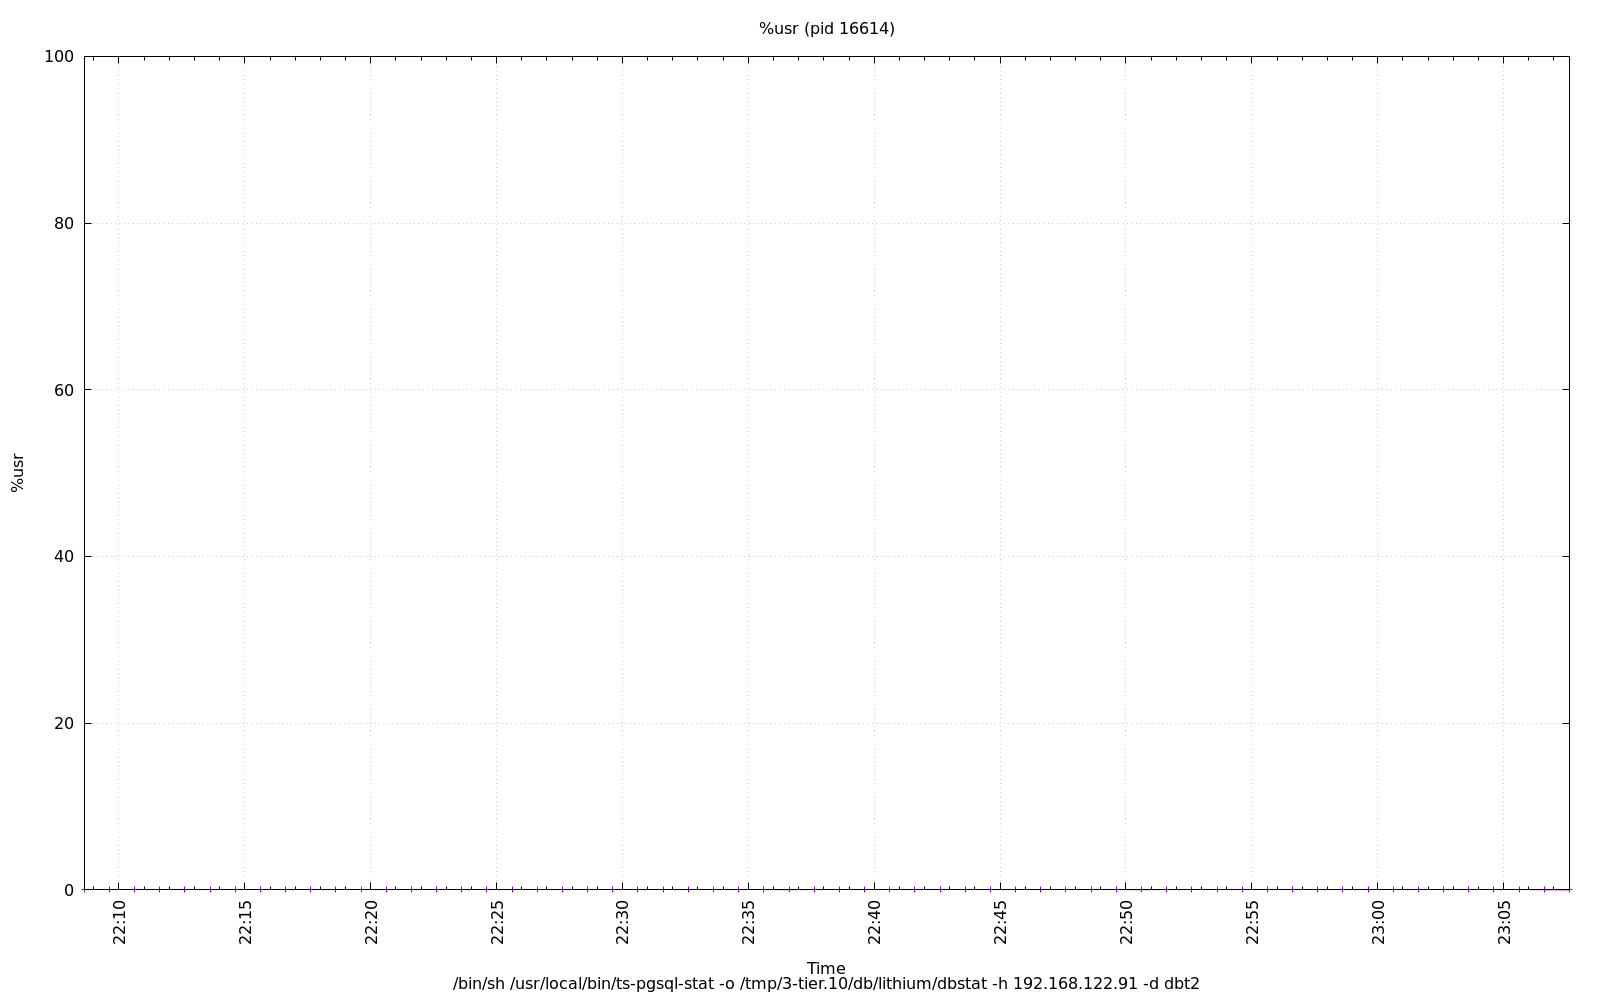 %usr (pid 16614)
100
80
60
40
20
0
%usr
22:10 22:15 22:20 22:25 22:30 22:35 22:40 22:45 22:50 22:55 23:00 23:05
Time
/bin/sh /usr/local/bin/ts-pgsql-stat -o /tmp/3-tier.10/db/lithium/dbstat -h 192.168.122.91 -d dbt2